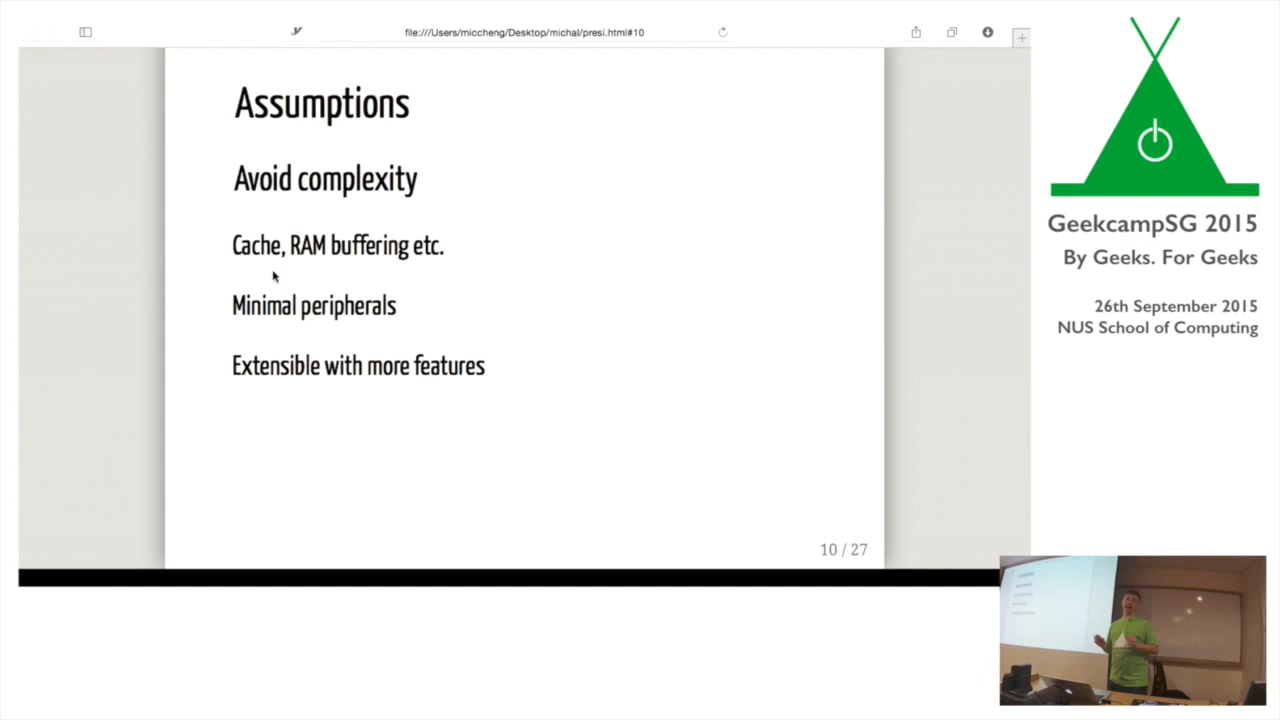 file:///Users/miccheng/Desktop/michal/presi.html#10
Assumptions
Avoid complexity
Cache, RAM buffering etc.
Minimal peripherals
Extensible with more features
10 / 27
GeekcampSG 2015
By Geeks. For Geeks
26th September 2015
NUS School of Computing